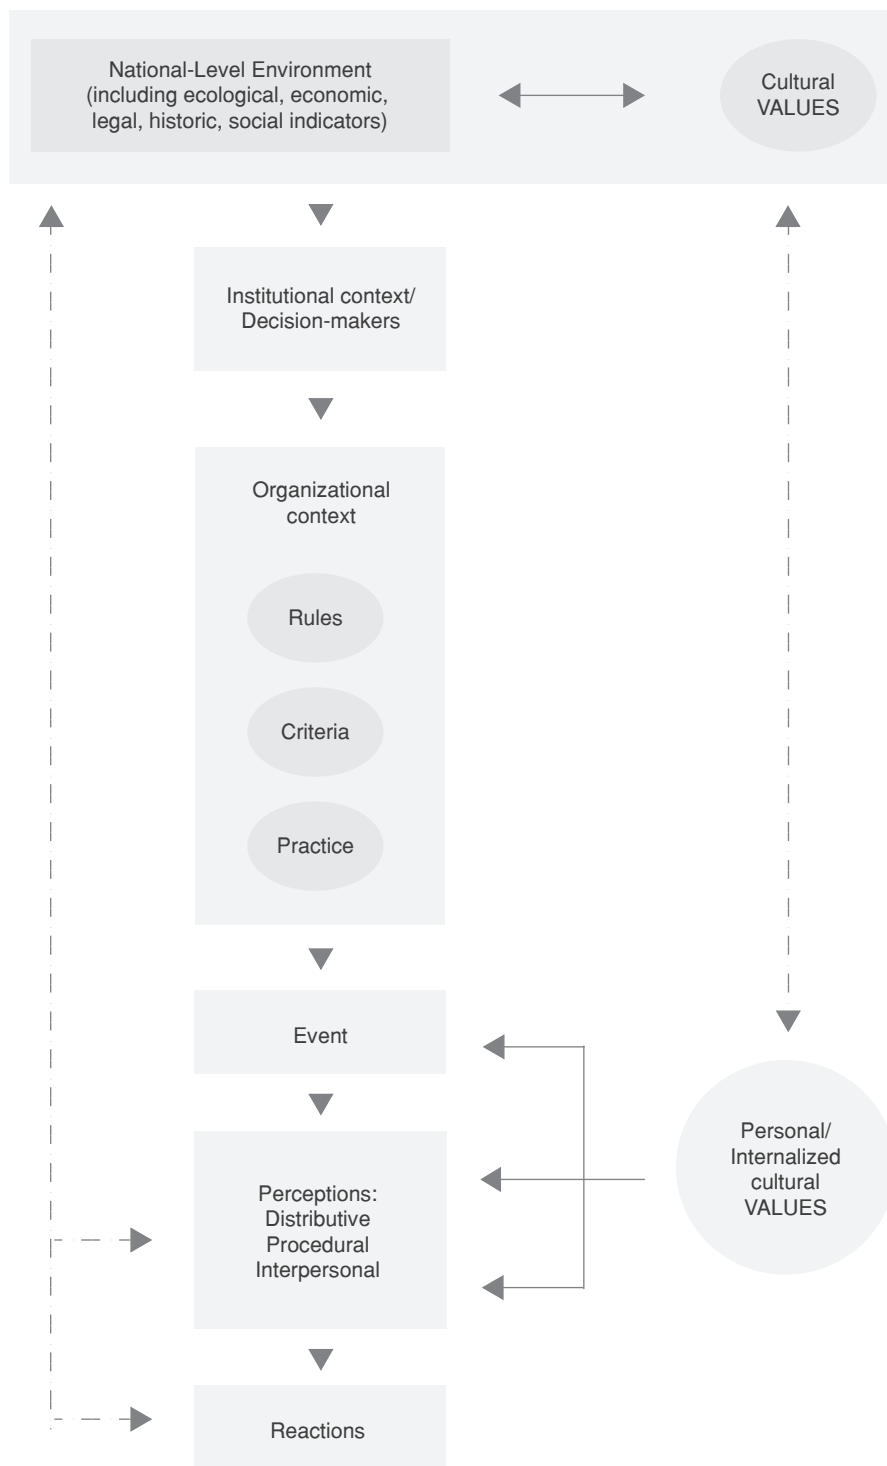 National-Level Environment
(including ecological, economic,
legal, historic, social indicators)
Cultural
VALUES
Institutional context/
Decision-makers
Organizational
context
Rules
Criteria
Practice
Event
Perceptions:
Distributive
Procedural
Interpersonal
Personal/
Internalized
cultural
VALUES
Reactions